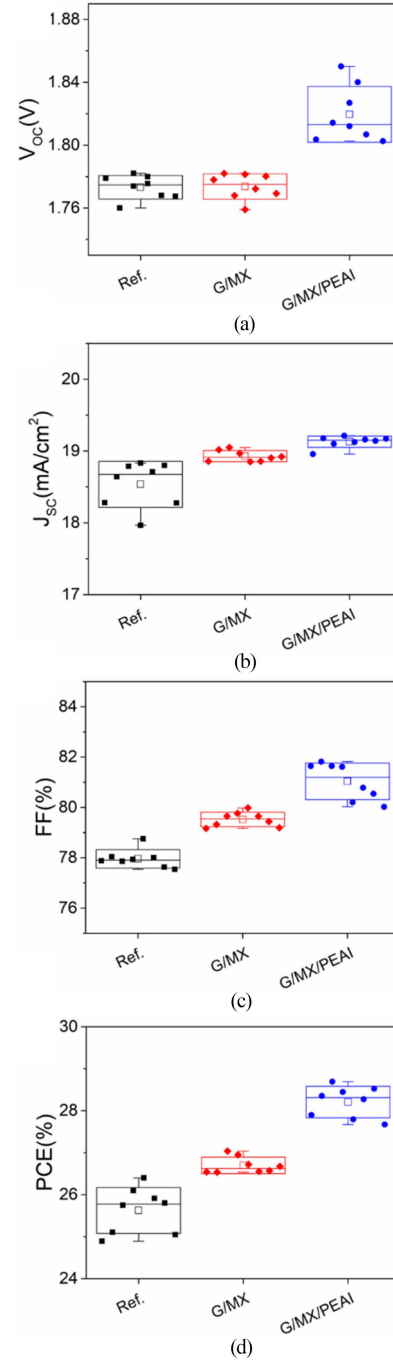 1.88
1.84
1.80
1.76
V_OC(V)
Ref.
G/MX
G/MX/PEAI
(a)
20
19
18
17
J_SC(mA/cm²)
Ref.
G/MX
G/MX/PEAI
(b)
84
82
80
78
76
FF(%)
Ref.
G/MX
G/MX/PEAI
(c)
30
28
26
24
PCE(%)
Ref.
G/MX
G/MX/PEAI
(d)